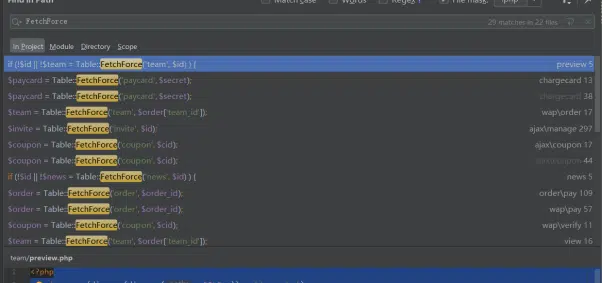 Match case
Words
Regex
File mask:
FetchForce
29 matches in 22 files
In Project Module Directory Scope
if (!$id || !$team = Table::FetchForce('team', $id) ) { preview 5
$paycard = Table::FetchForce('paycard', $secret); chargecard 13
$paycard = Table::FetchForce('paycard', $secret); chargecard 38
$team = Table::FetchForce('team', $order['team_id']); wap\order 17
$invite = Table::FetchForce('invite', $id); ajax\manage 297
$coupon = Table::FetchForce('coupon', $cid); ajax\coupon 17
$coupon = Table::FetchForce('coupon', $cid); ajax\coupon 44
if (!$id || !$news = Table::FetchForce('news', $id) ) { news 5
$order = Table::FetchForce('order', $order_id); order\pay 109
$order = Table::FetchForce('order', $order_id); wap\pay 57
$coupon = Table::FetchForce('coupon', $cid); wap\verify 11
$team = Table::FetchForce('team', $order['team_id']); view 16
team/preview.php
1 <?php